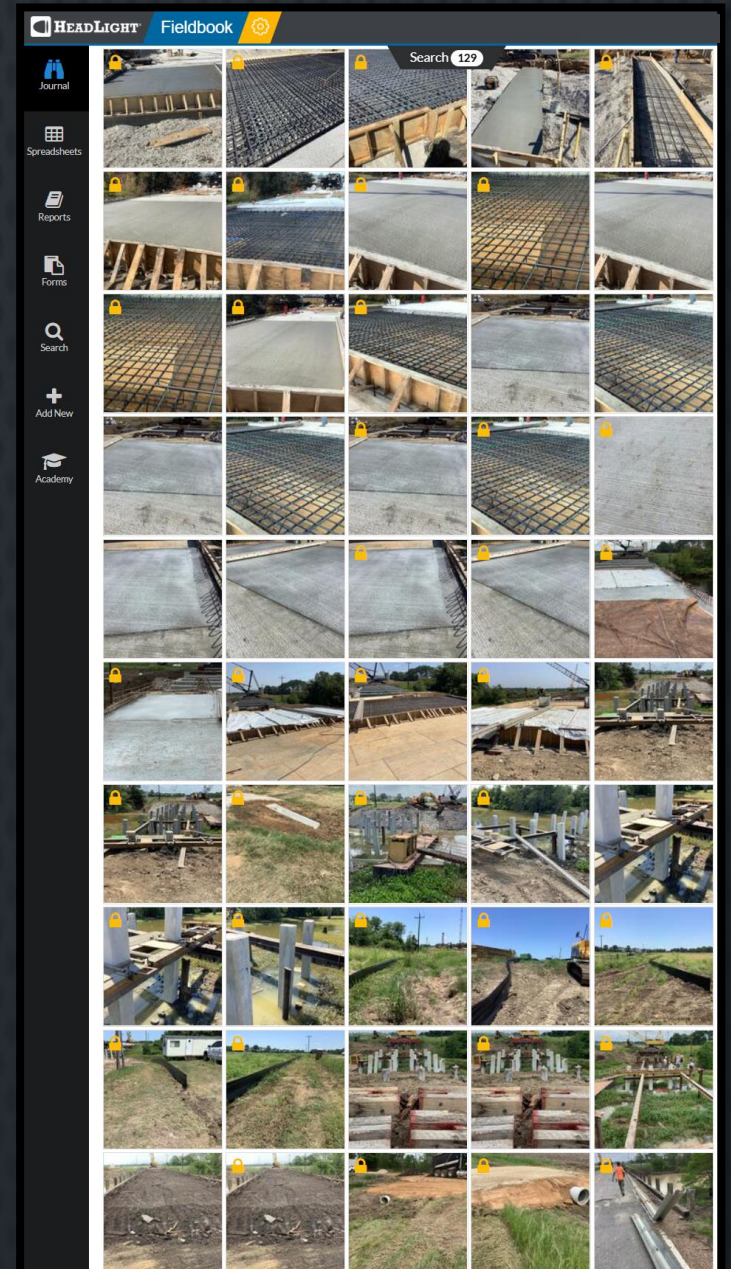 HEADLIGHT Fieldbook
Search 129
Journal
Spreadsheets
Reports
Forms
Search
Add New
Academy